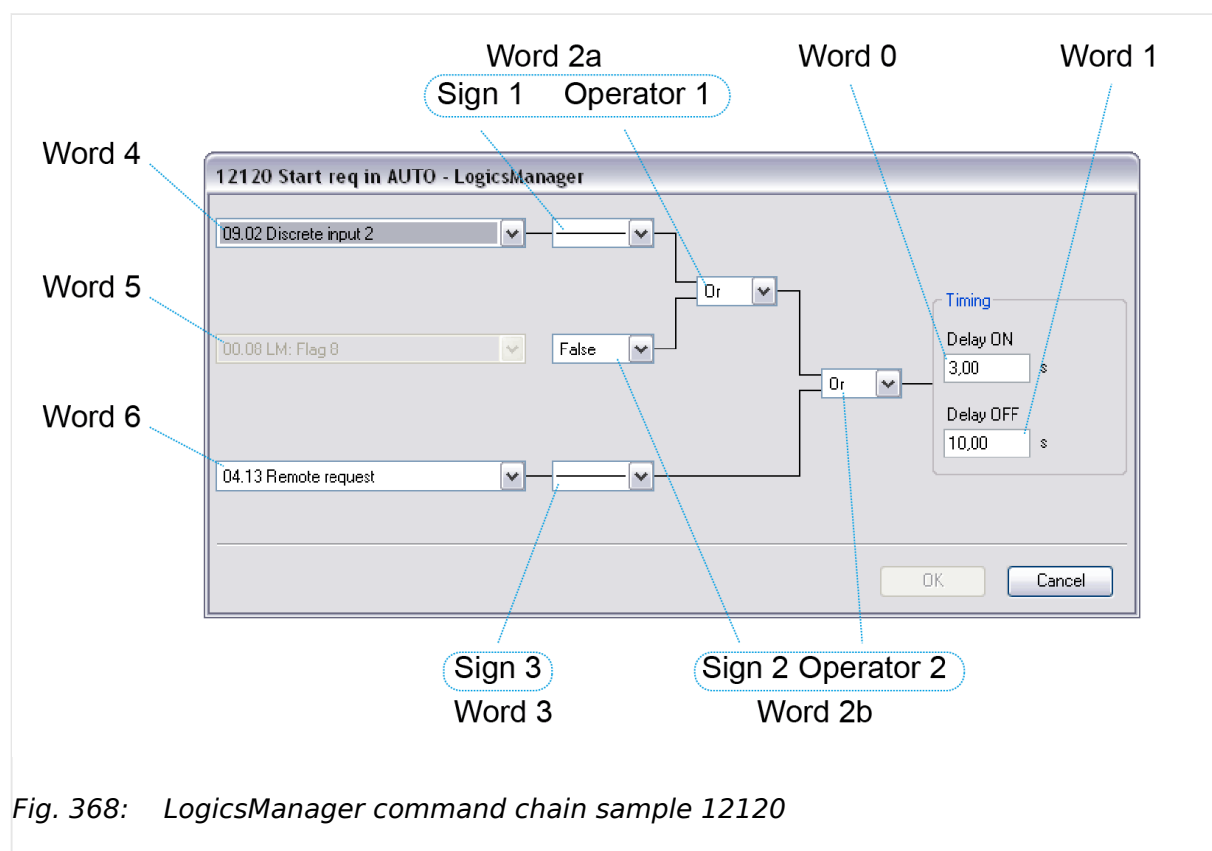 Word 2a Word 0 Word 1
Sign 1 Operator 1
Word 4
12120 Start req in AUTO - LogicsManager
09.02 Discrete input 2
Word 5
Or
Timing
Delay ON
00.08 LM: Flag 8 False
3,00 s
Or
Word 6
Delay OFF
10,00 s
04.13 Remote request
OK Cancel
Sign 3 Sign 2 Operator 2
Word 3 Word 2b
Fig. 368: LogicsManager command chain sample 12120